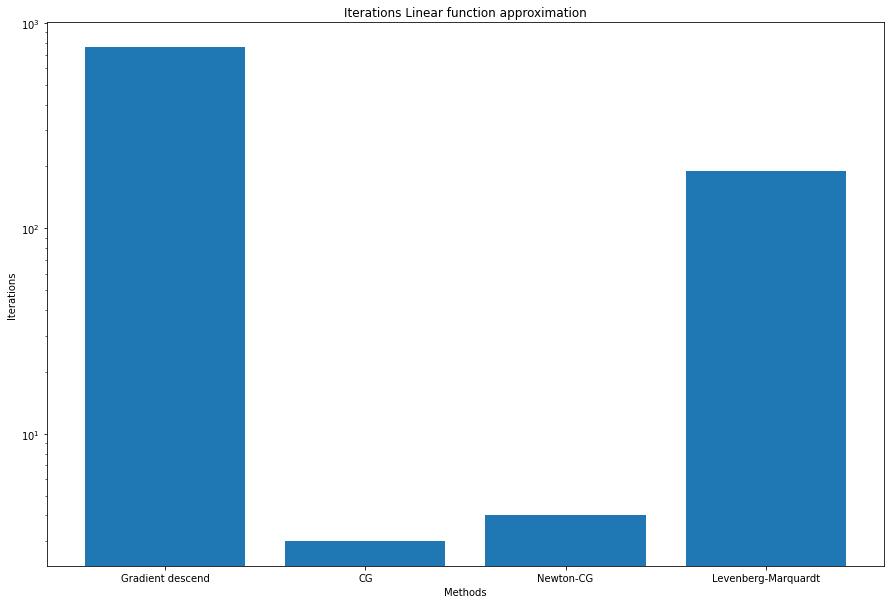 Iterations Linear function approximation
10³
10²
10¹
Iterations
Gradient descend
CG
Newton-CG
Levenberg-Marquardt
Methods